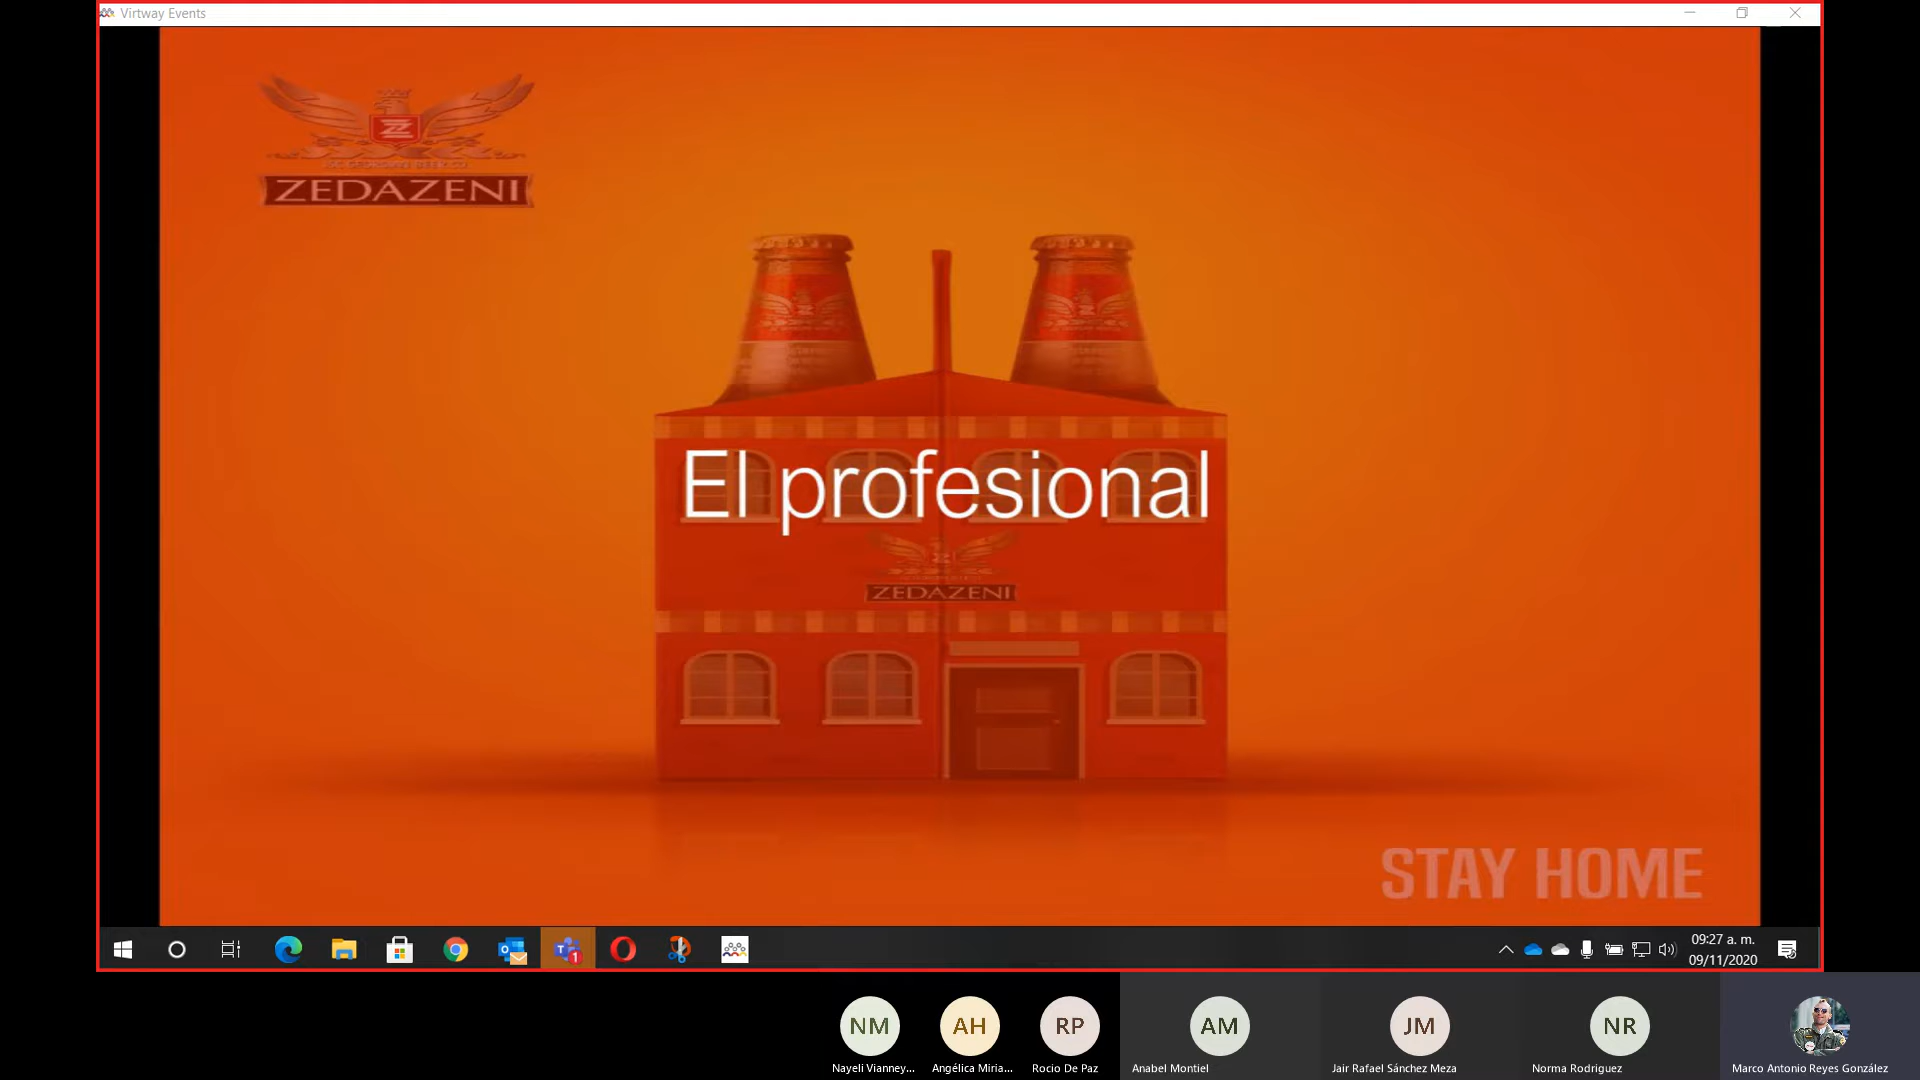 Virtway Events
Z
ZEDAZENI
El profesional
ZEDAZENI
STAY HOME
T
1
09:27 a. m.
09/11/2020
NM
AH
RP
AM
JM
NR
Nayeli Vianney...
Angélica Miria...
Rocio De Paz
Anabel Montiel
Jair Rafael Sánchez Meza
Norma Rodriguez
Marco Antonio Reyes González